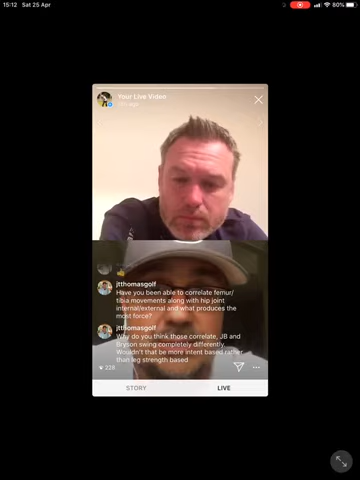 15:12 Sat 25 Apr
80%
Your Live Video
ago
jtthomasgolf
Have you been able to correlate femur/
tibia movements along with hip joint
internal/external and what produces the
most force?
jtthomasgolf
Why do you think those correlate, JB and
Bryson swing completely differently.
Wouldn't that be more intent based rather
than leg strength based
228
STORY LIVE